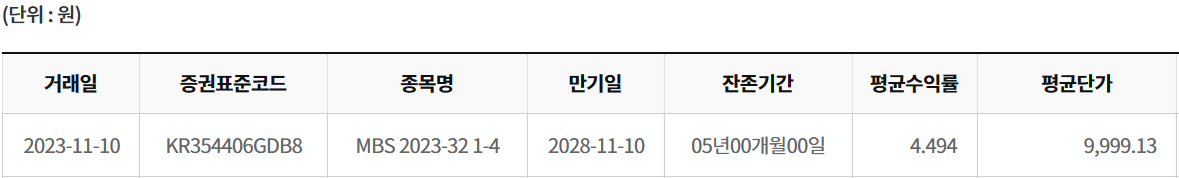 (단위 : 원)
거래일 증권표준코드 종목명 만기일 잔존기간 평균수익률 평균단가
2023-11-10 KR354406GDB8 MBS 2023-32 1-4 2028-11-10 05년00개월00일 4.494 9,999.13